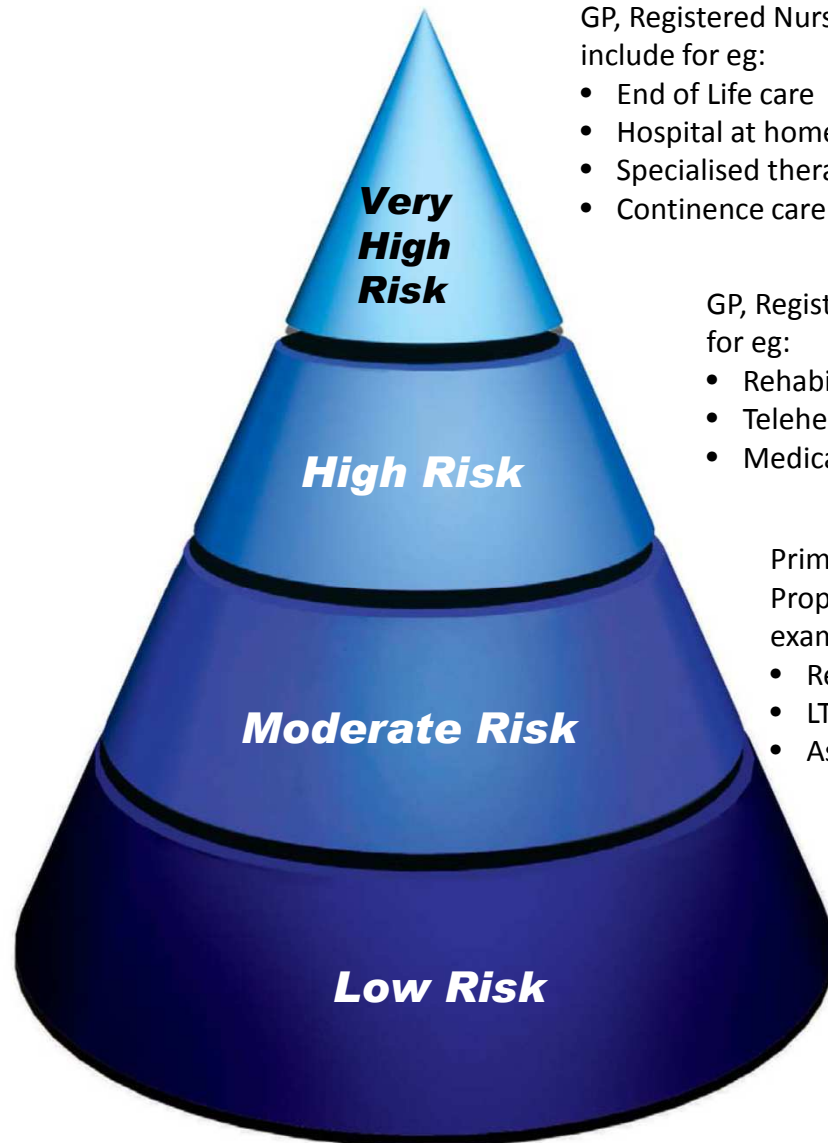 GP, Registered Nurs
include for eg:
• End of Life care
• Hospital at home
• Specialised thera
• Continence care
Very
High
Risk
GP, Regist
for eg:
• Rehabi
• Telehe
• Medica
High Risk
Prim
Prop
exam
• Re
• LT
• As
Moderate Risk
Low Risk